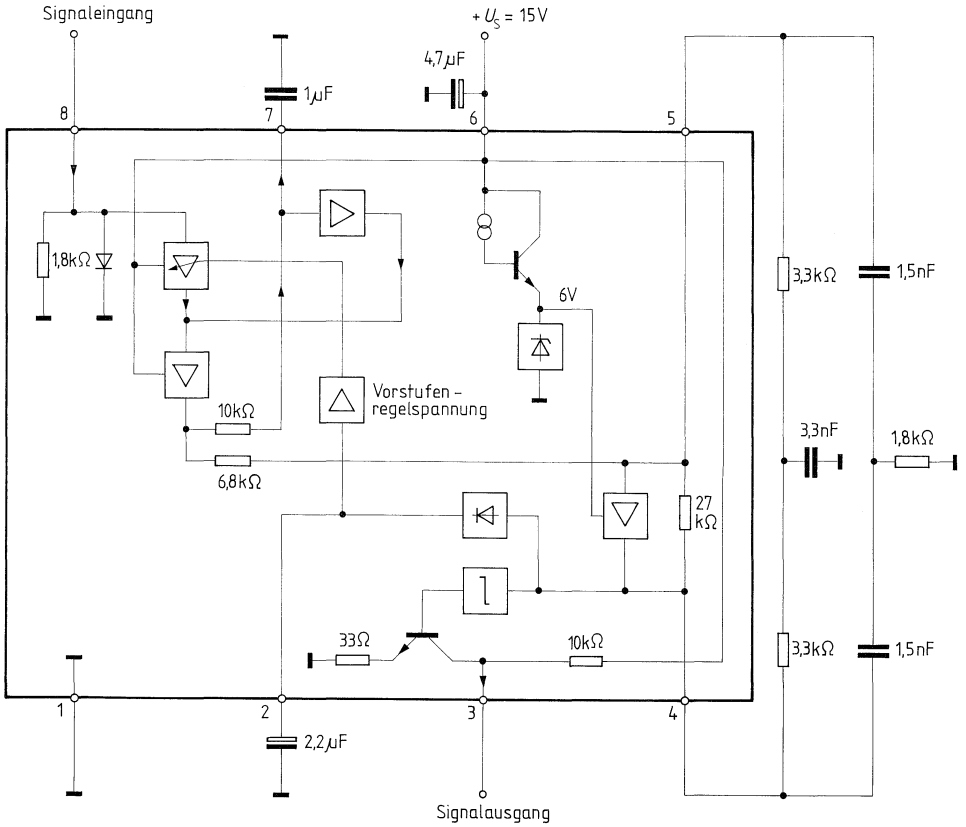 Signaleingang
+ U_S = 15V
4,7µF
1µF
8
7
6
5
1,8kΩ
6V
3,3kΩ
1,5nF
Vorstufen-
regelspannung
10kΩ
6,8kΩ
3,3nF
1,8kΩ
27
kΩ
33Ω
10kΩ
3,3kΩ
1,5nF
1
2
3
4
2,2µF
Signalausgang